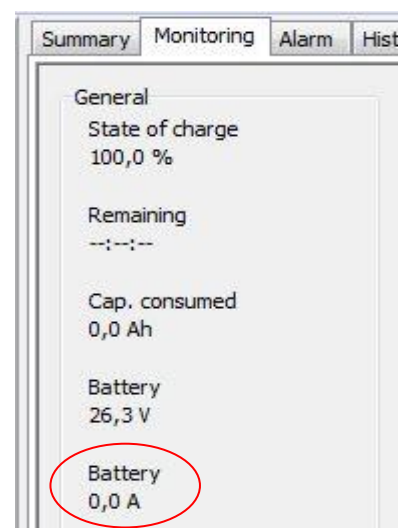 Summary Monitoring Alarm Hist
General
State of charge
100,0 %
Remaining
--:--:--
Cap. consumed
0,0 Ah
Battery
26,3 V
Battery
0,0 A